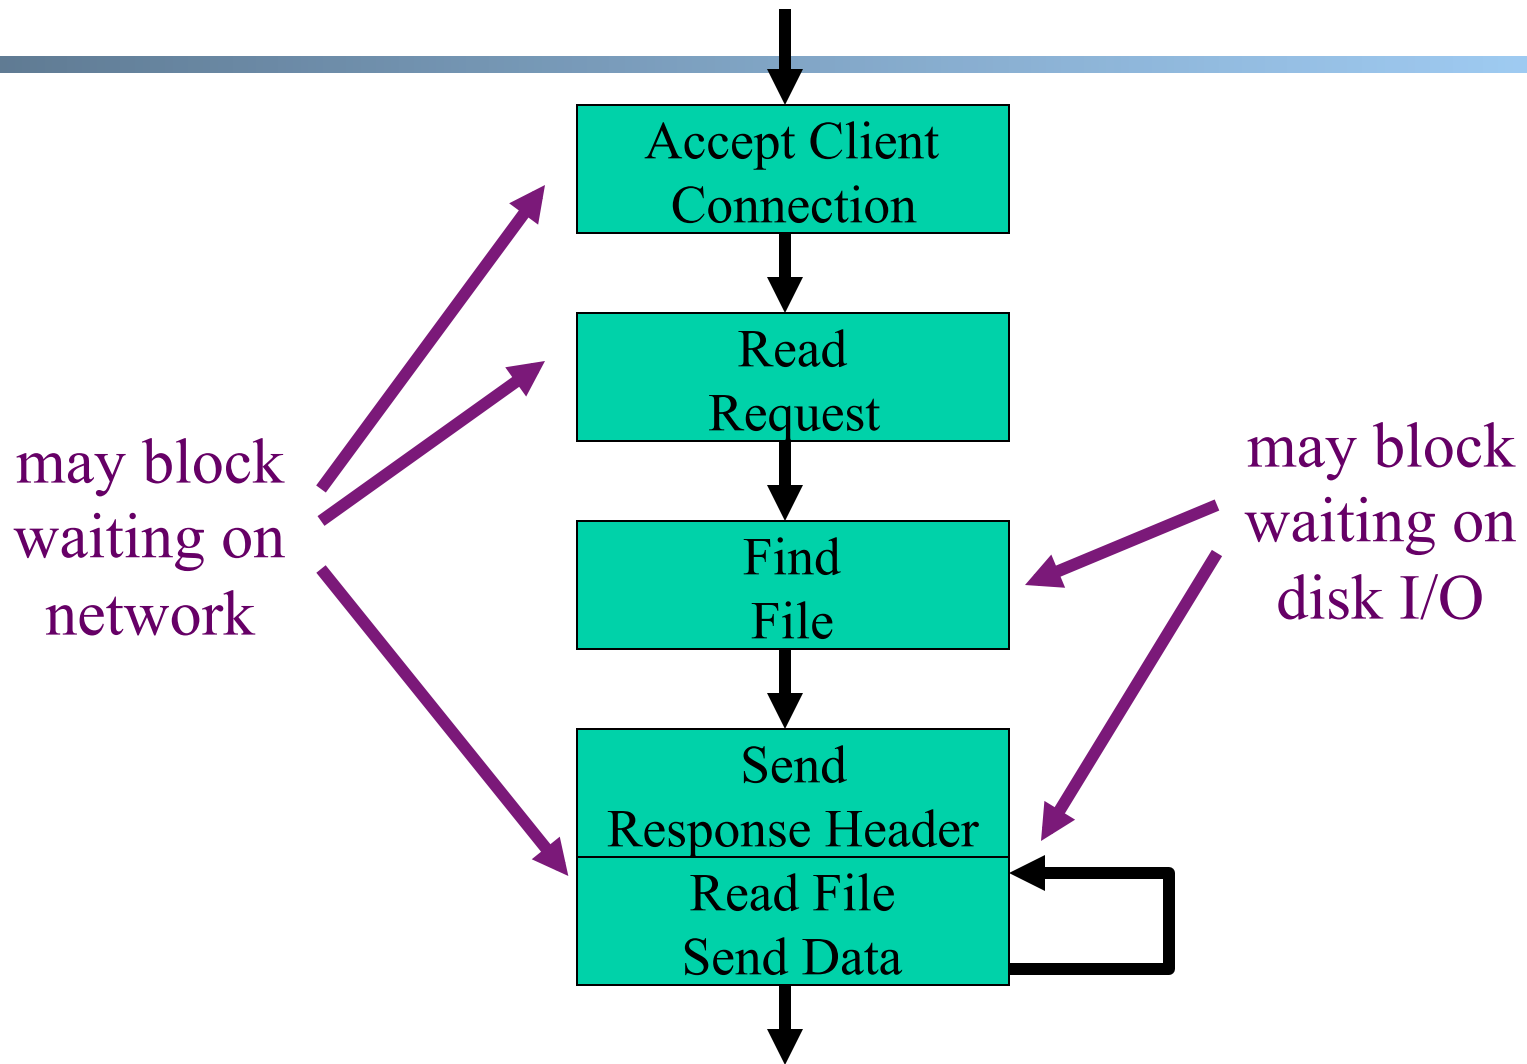 Accept Client
Connection
Read
Request
may block
waiting on
network
may block
waiting on
disk I/O
Find
File
Send
Response Header
Read File
Send Data